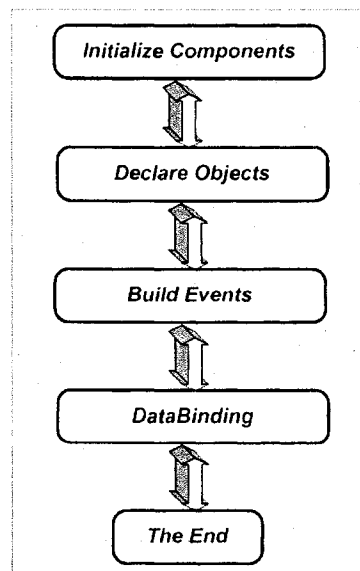 Initialize Components
Declare Objects
Build Events
DataBinding
The End